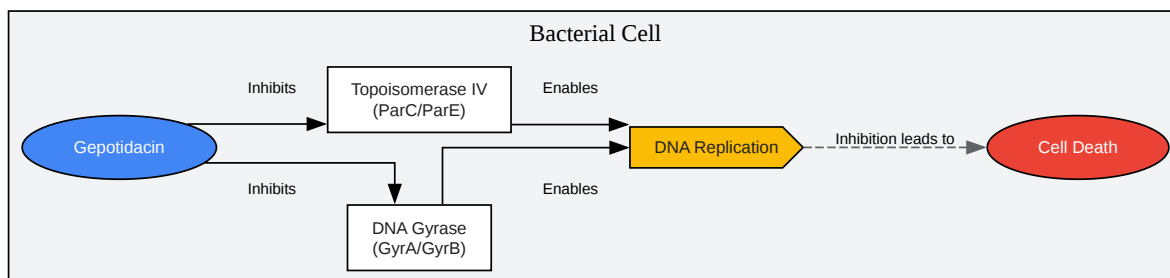 Bacterial Cell
Inhibits
Topoisomerase IV
(ParC/ParE)
Enables
Gepotidacin
DNA Replication
Inhibition leads to
Cell Death
Inhibits
Enables
DNA Gyrase
(GyrA/GyrB)